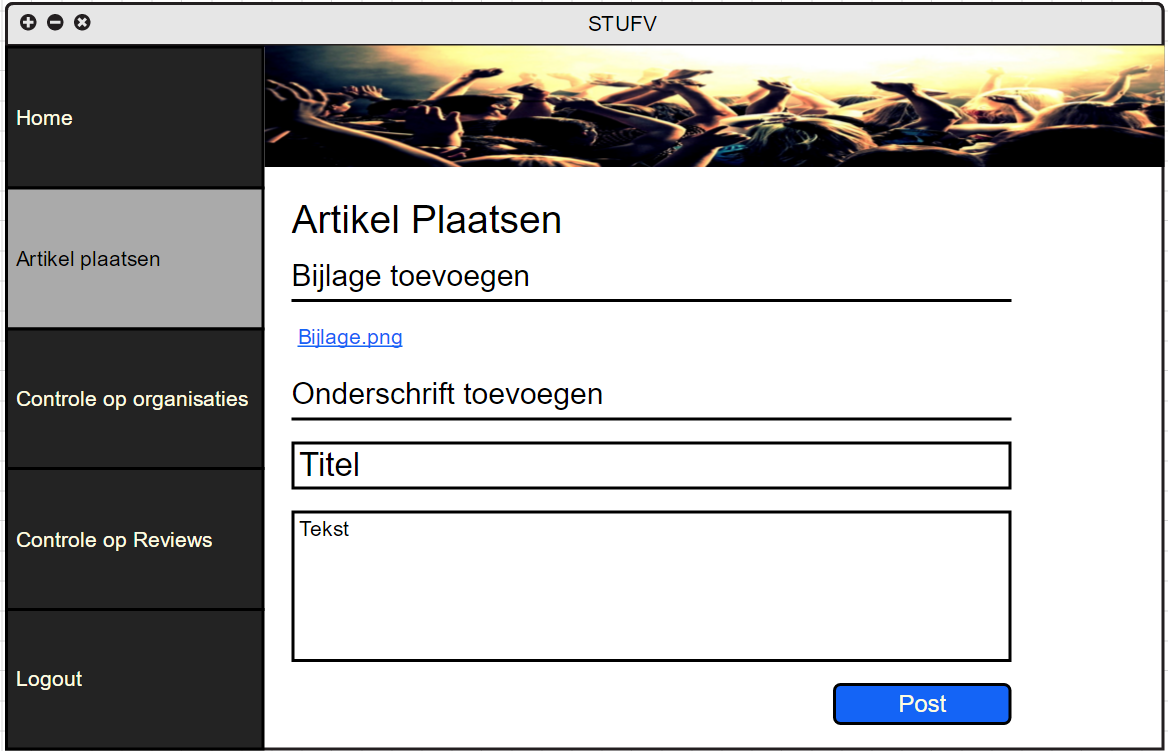 STUFV
Home
Artikel plaatsen
Controle op organisaties
Controle op Reviews
Logout
Artikel Plaatsen
Bijlage toevoegen
Bijlage.png
Onderschrift toevoegen
Titel
Tekst
Post